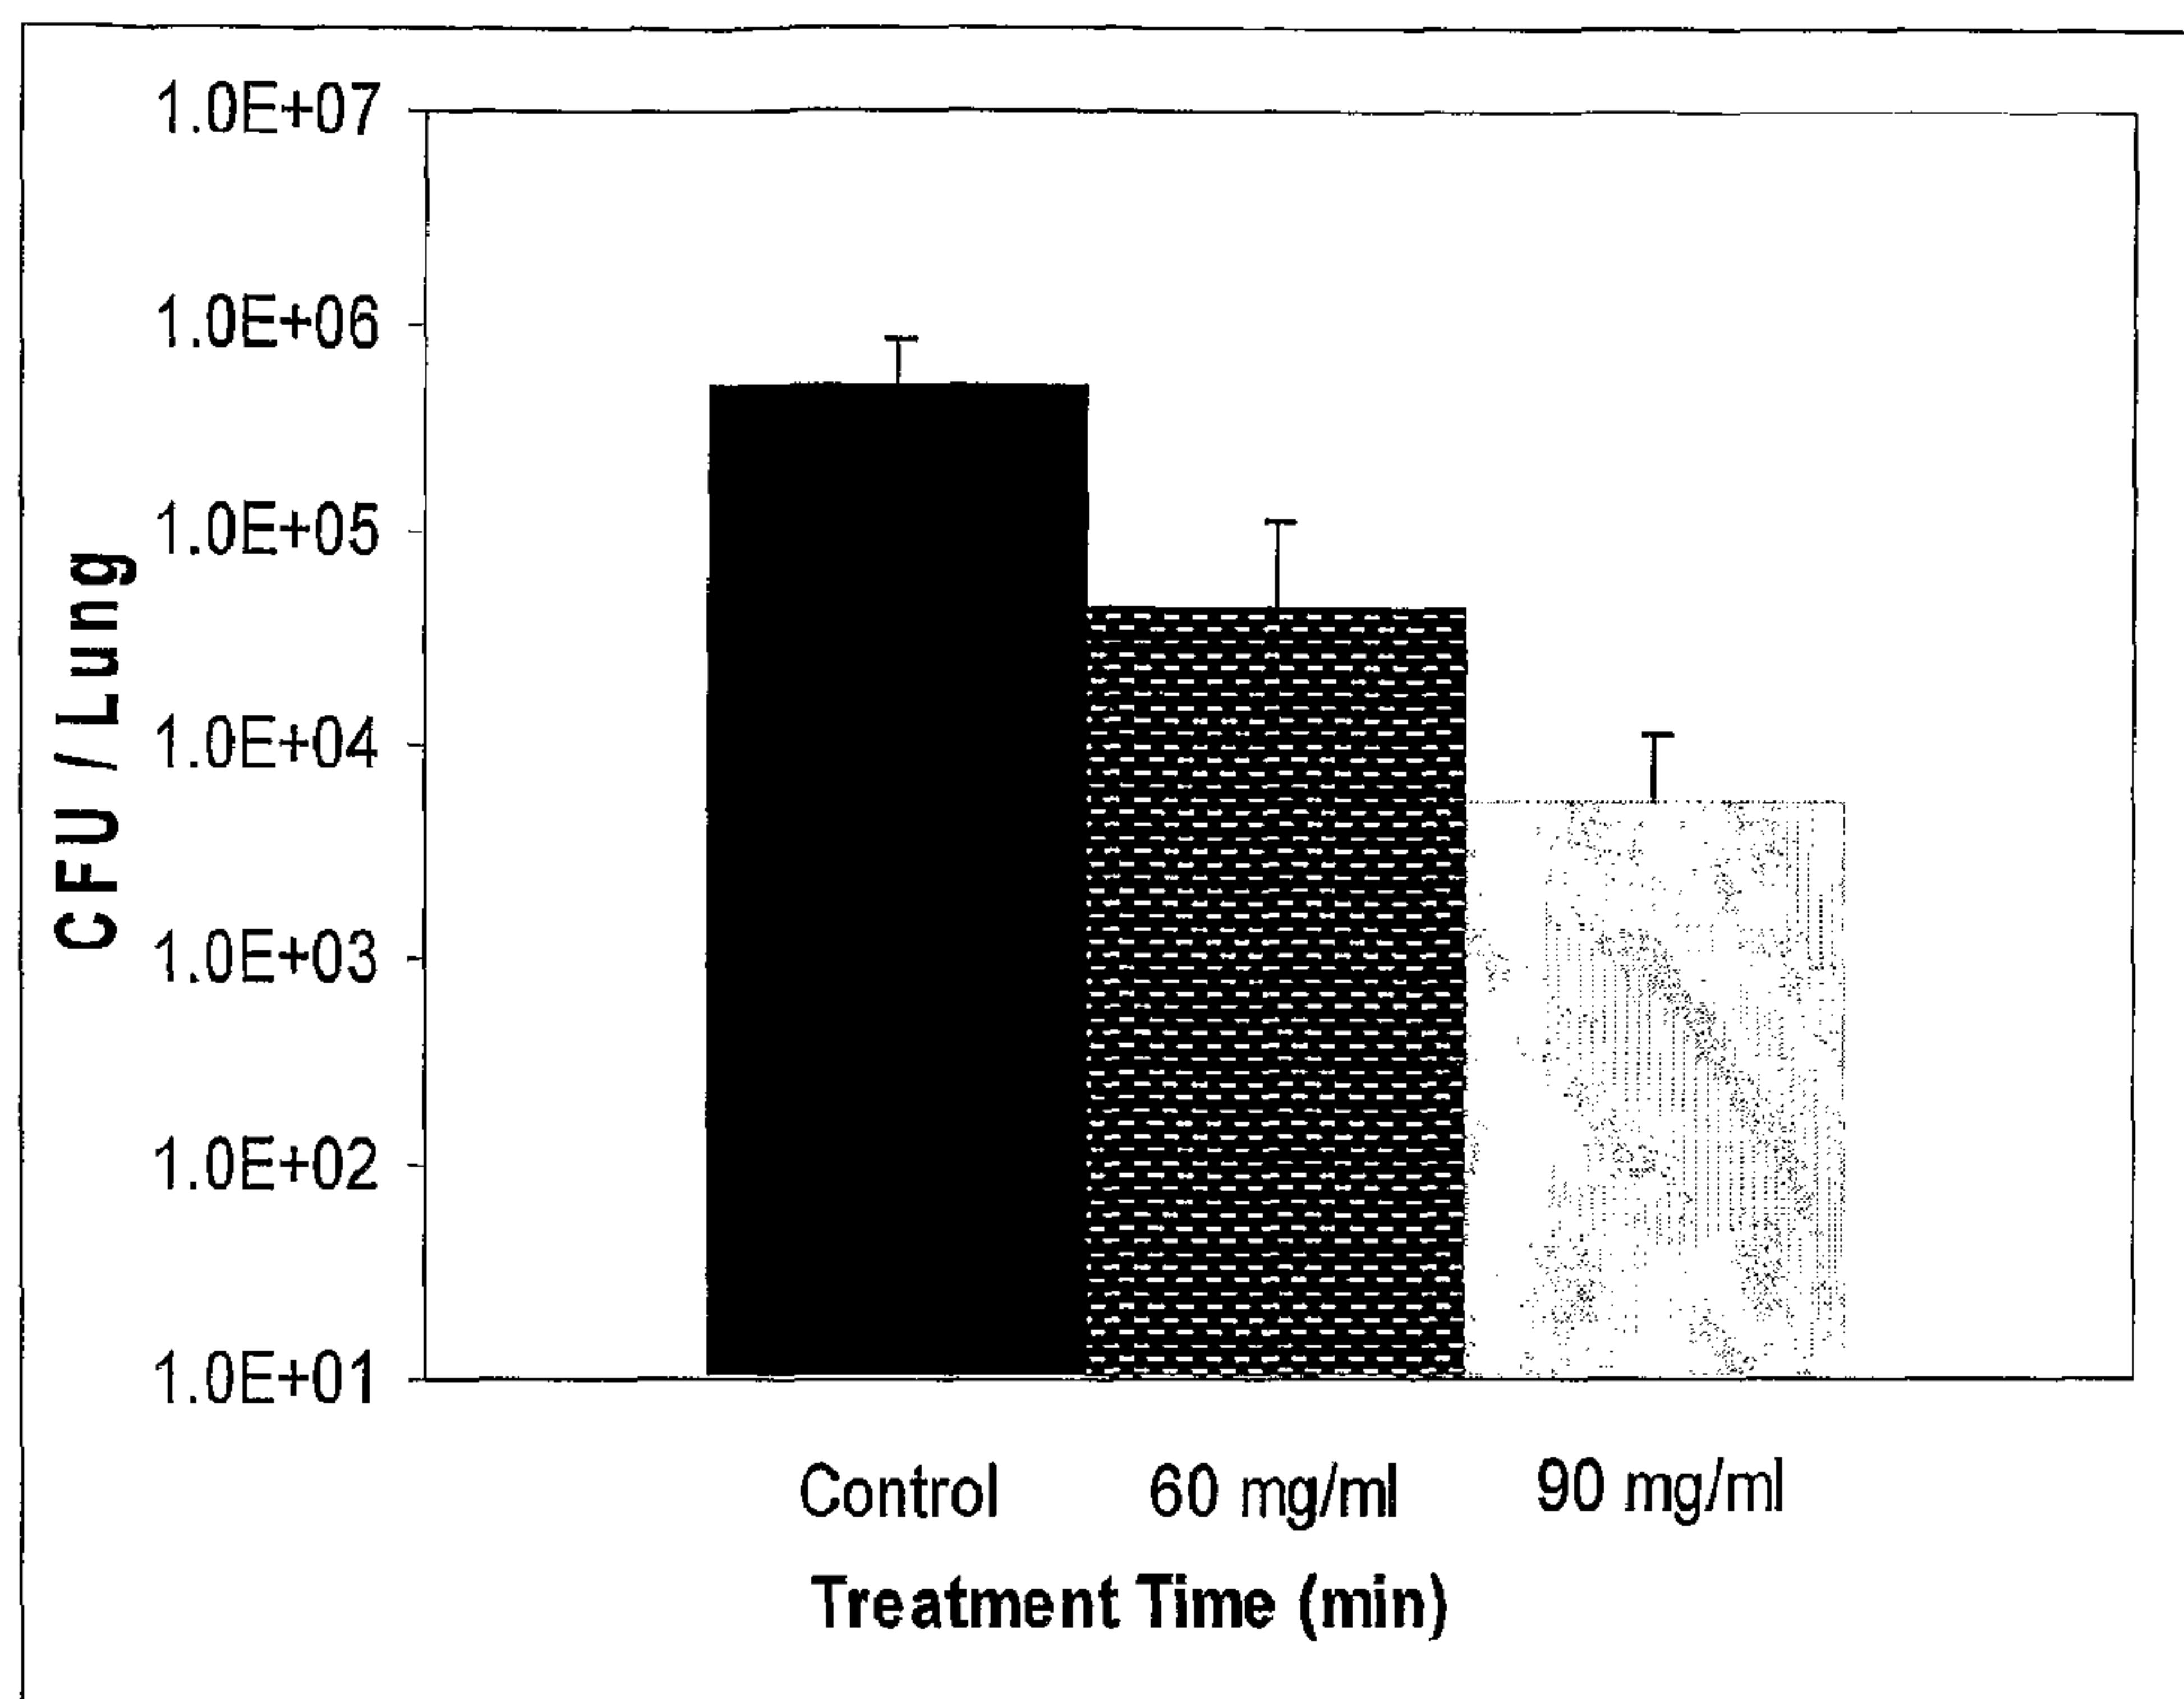 1.0E+07
1.0E+06
1.0E+05
1.0E+04
1.0E+03
1.0E+02
1.0E+01
CFU / Lung
Control 60 mg/ml 90 mg/ml
Treatment Time (min)